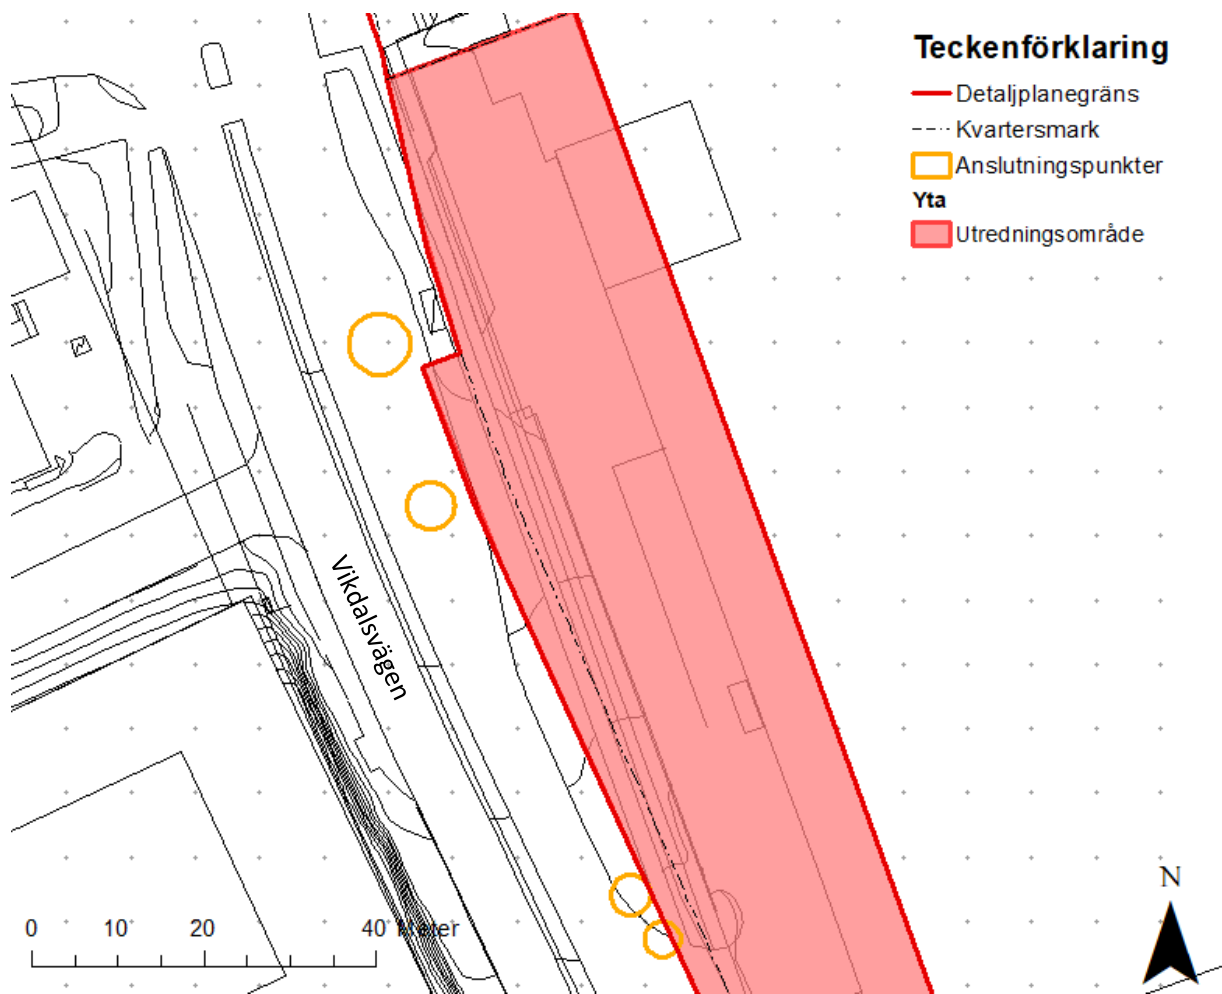 Teckenförklaring
Detaljplanegräns
Kvartersmark
Anslutningspunkter
Yta
Utredningsområde
Vikdalsvägen
N
0 10 20 40 Meter